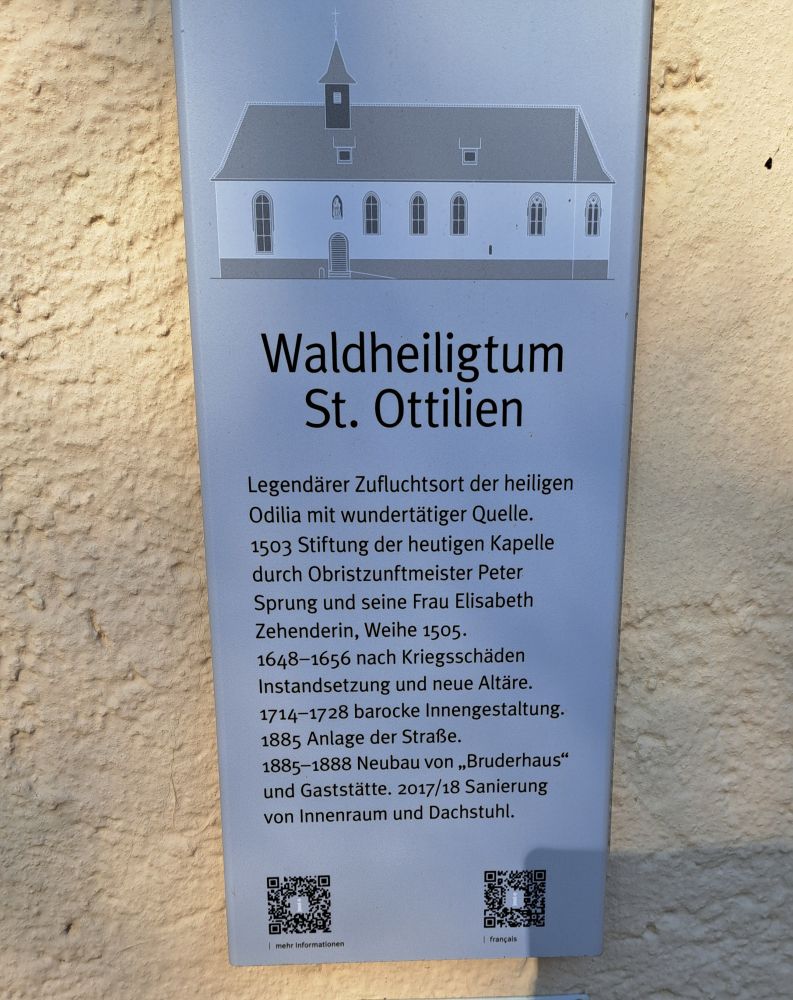 Waldheiligtum
St. Ottilien
Legendärer Zufluchtsort der heiligen
Odilia mit wundertätiger Quelle.
1503 Stiftung der heutigen Kapelle
durch Obristzunftmeister Peter
Sprung und seine Frau Elisabeth
Zehenderin, Weihe 1505.
1648–1656 nach Kriegsschäden
Instandsetzung und neue Altäre.
1714–1728 barocke Innengestaltung.
1885 Anlage der Straße.
1885–1888 Neubau von „Bruderhaus“
und Gaststätte. 2017/18 Sanierung
von Innenraum und Dachstuhl.
| mehr Informationen
| français